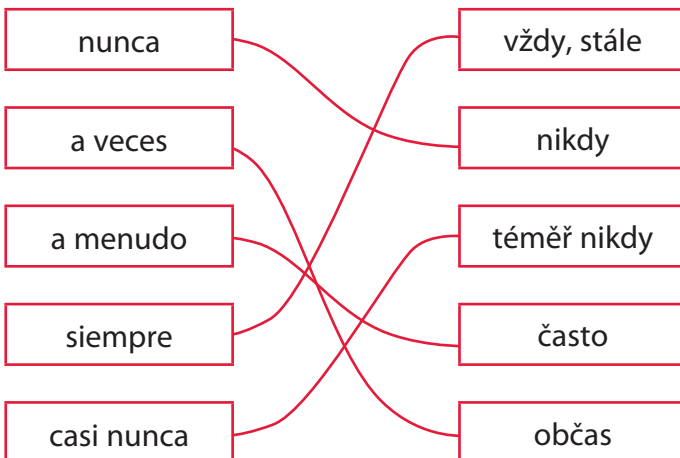 nunca
a veces
a menudo
siempre
casi nunca
vždy, stále
nikdy
téměř nikdy
často
občas